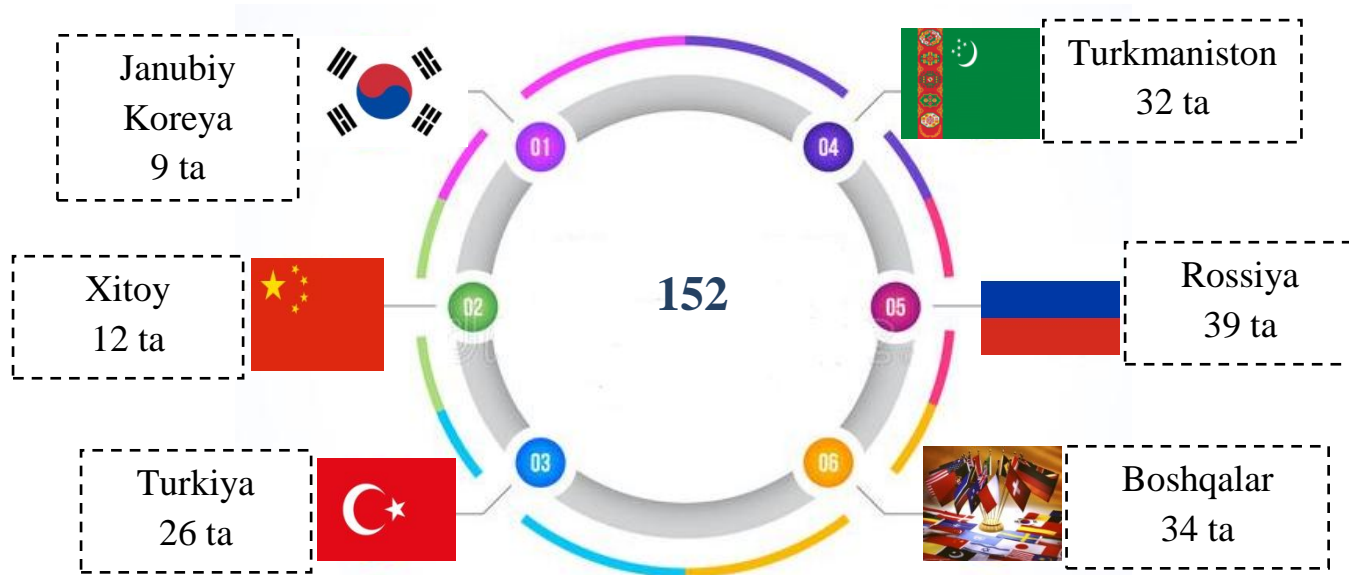 Janubiy
Koreya
9 ta
01
Xitoy
12 ta
02
Turkiya
26 ta
03
152
04
Turkmaniston
32 ta
05
Rossiya
39 ta
06
Boshqalar
34 ta